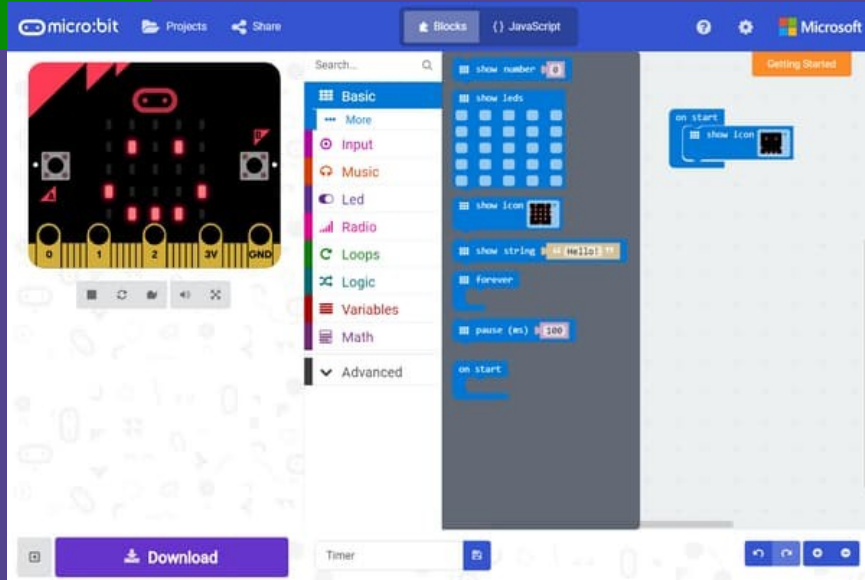 micro:bit Projects Share Blocks {} JavaScript Microsoft
Getting Started
A
B
0 1 2 3V GND
Search...
Basic
More
Input
Music
Led
Radio
Loops
Logic
Variables
Math
Advanced
show number 0
show leds
show icon
show string " Hello! "
forever
pause (ms) 100
on start
on start
show icon
Download
Timer